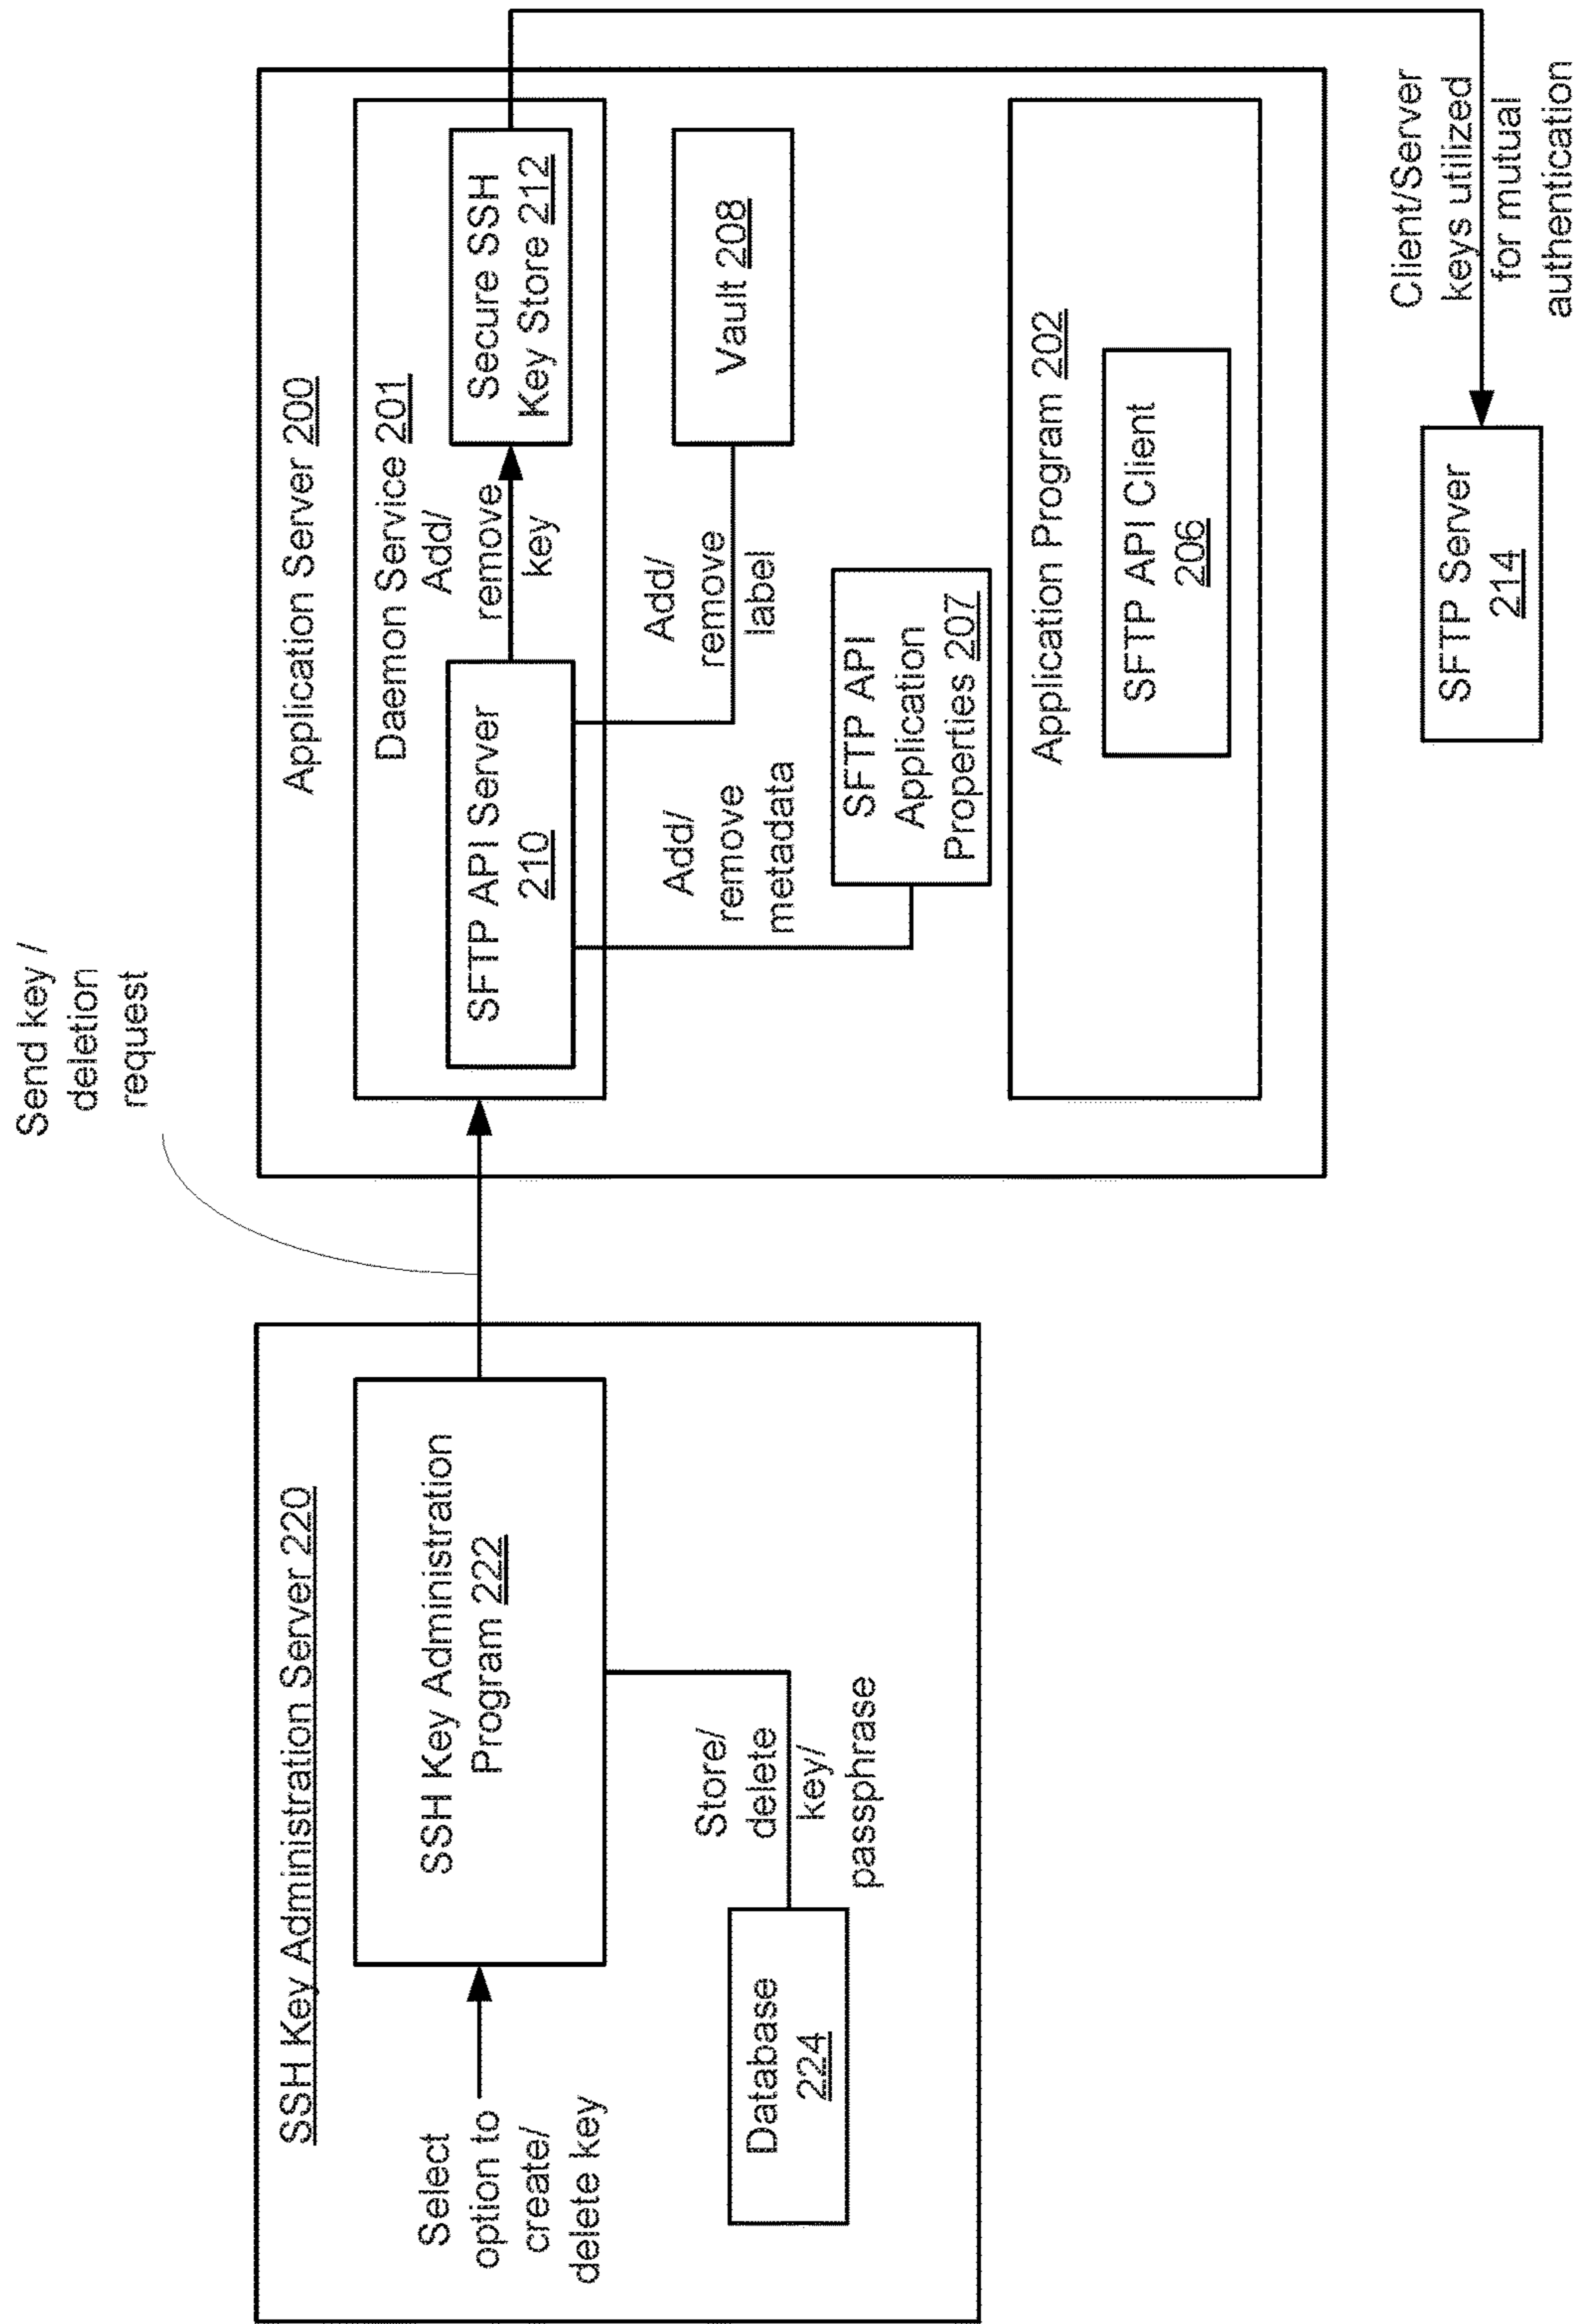 SSH Key Administration Server 220
Select
option to
create/
delete key
SSH Key Administration
Program 222
Store/
delete
key/
passphrase
Database
224
Send key /
deletion
request
Application Server 200
Daemon Service 201
SFTP API Server
210
Add/
remove
key
Secure SSH
Key Store 212
Add/
remove
label
Vault 208
Add/
remove
metadata
SFTP API
Application
Properties 207
Application Program 202
SFTP API Client
206
SFTP Server
214
Client/Server
keys utilized
for mutual
authentication